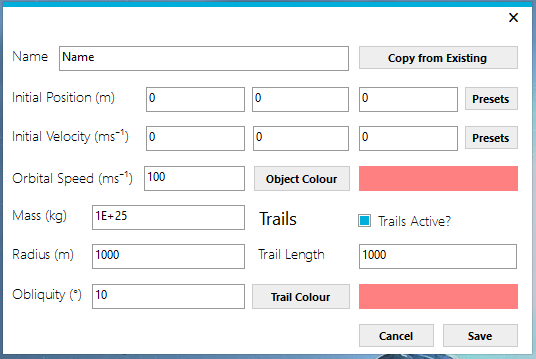 X
Name Name Copy from Existing
Initial Position (m) 0 0 0 Presets
Initial Velocity (ms⁻¹) 0 0 0 Presets
Orbital Speed (ms⁻¹) 100 Object Colour
Mass (kg) 1E+25 Trails Trails Active?
Radius (m) 1000 Trail Length 1000
Obliquity (°) 10 Trail Colour
Cancel Save